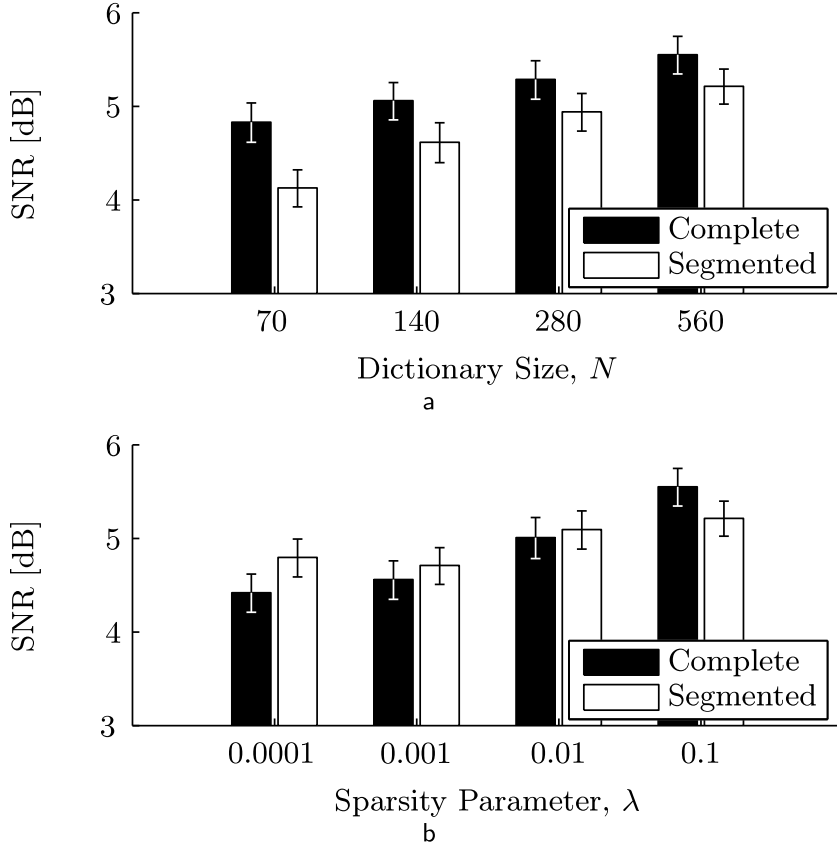 6
5
4
3
SNR [dB]
Complete
Segmented
70 140 280 560
Dictionary Size, N
a
6
5
4
3
SNR [dB]
Complete
Segmented
0.0001 0.001 0.01 0.1
Sparsity Parameter, λ
b